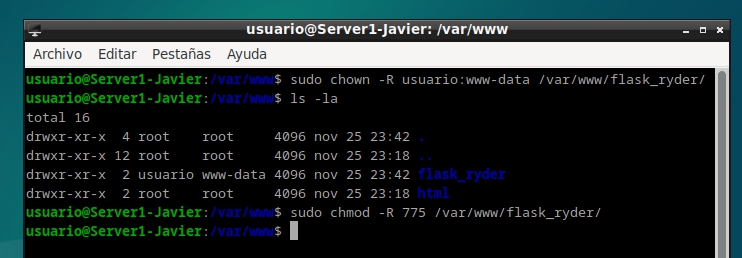 usuario@Server1-Javier: /var/www
Archivo Editar Pestañas Ayuda
usuario@Server1-Javier:/var/www$ sudo chown -R usuario:www-data /var/www/flask_ryder/
usuario@Server1-Javier:/var/www$ ls -la
total 16
drwxr-xr-x  4 root    root     4096 nov 25 23:42 .
drwxr-xr-x 12 root    root     4096 nov 25 23:18 ..
drwxr-xr-x  2 usuario www-data 4096 nov 25 23:42 flask_ryder
drwxr-xr-x  2 root    root     4096 nov 25 23:18 html
usuario@Server1-Javier:/var/www$ sudo chmod -R 775 /var/www/flask_ryder/
usuario@Server1-Javier:/var/www$